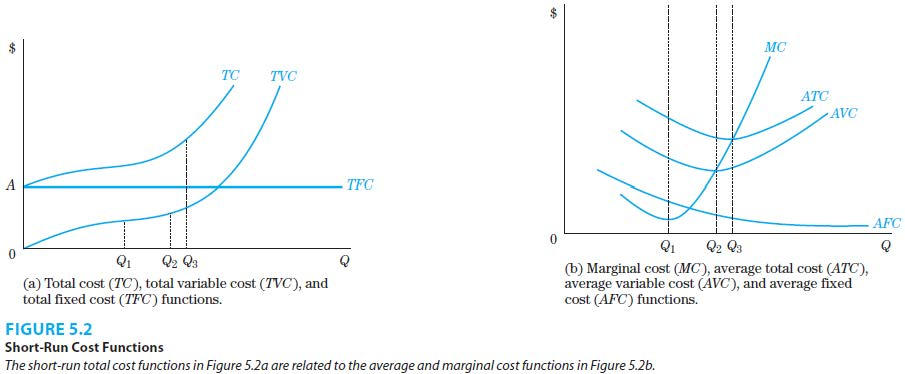 $
TC
TVC
A
TFC
0
Q1 Q2 Q3 Q
(a) Total cost (TC), total variable cost (TVC), and
total fixed cost (TFC) functions.
$
MC
ATC
AVC
AFC
0
Q1 Q2 Q3 Q
(b) Marginal cost (MC), average total cost (ATC),
average variable cost (AVC), and average fixed
cost (AFC) functions.
FIGURE 5.2
Short-Run Cost Functions
The short-run total cost functions in Figure 5.2a are related to the average and marginal cost functions in Figure 5.2b.